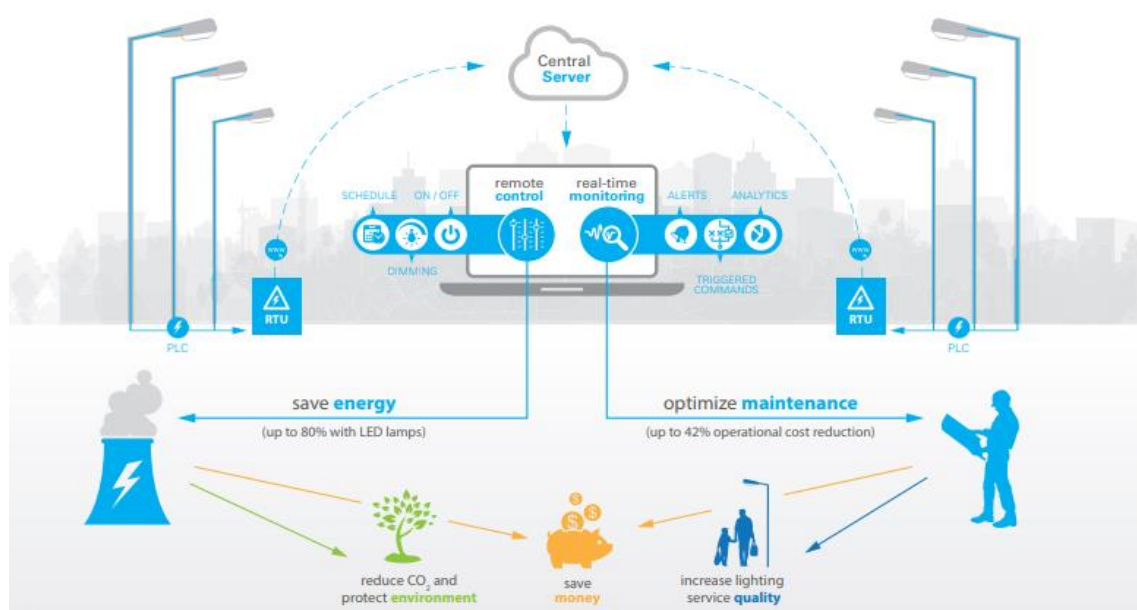 Central
Server
remote
control
real-time
monitoring
SCHEDULE
ON / OFF
ALERTS
ANALYTICS
DIMMING
TRIGGERED
COMMANDS
www
RTU
PLC
www
RTU
PLC
save energy
(up to 80% with LED lamps)
optimize maintenance
(up to 42% operational cost reduction)
reduce CO₂ and
protect environment
save
money
increase lighting
service quality